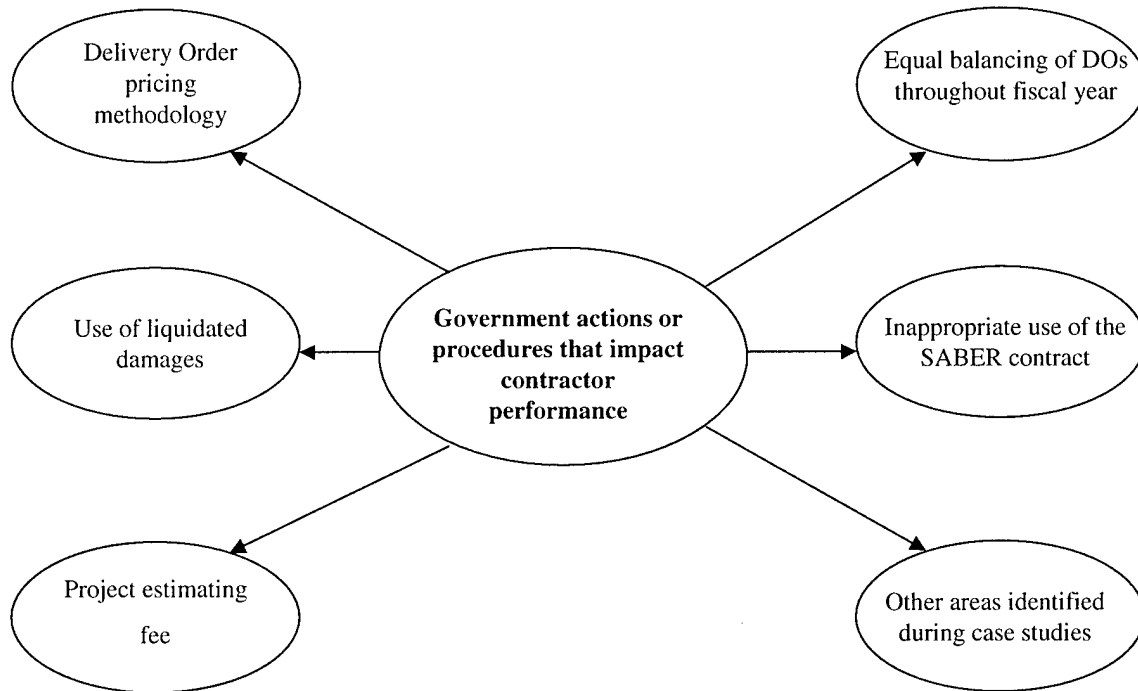 Delivery Order
pricing
methodology
Equal balancing of DOs
throughout fiscal year
Government actions or
procedures that impact
contractor
performance
Use of liquidated
damages
Inappropriate use of the
SABER contract
Project estimating
fee
Other areas identified
during case studies